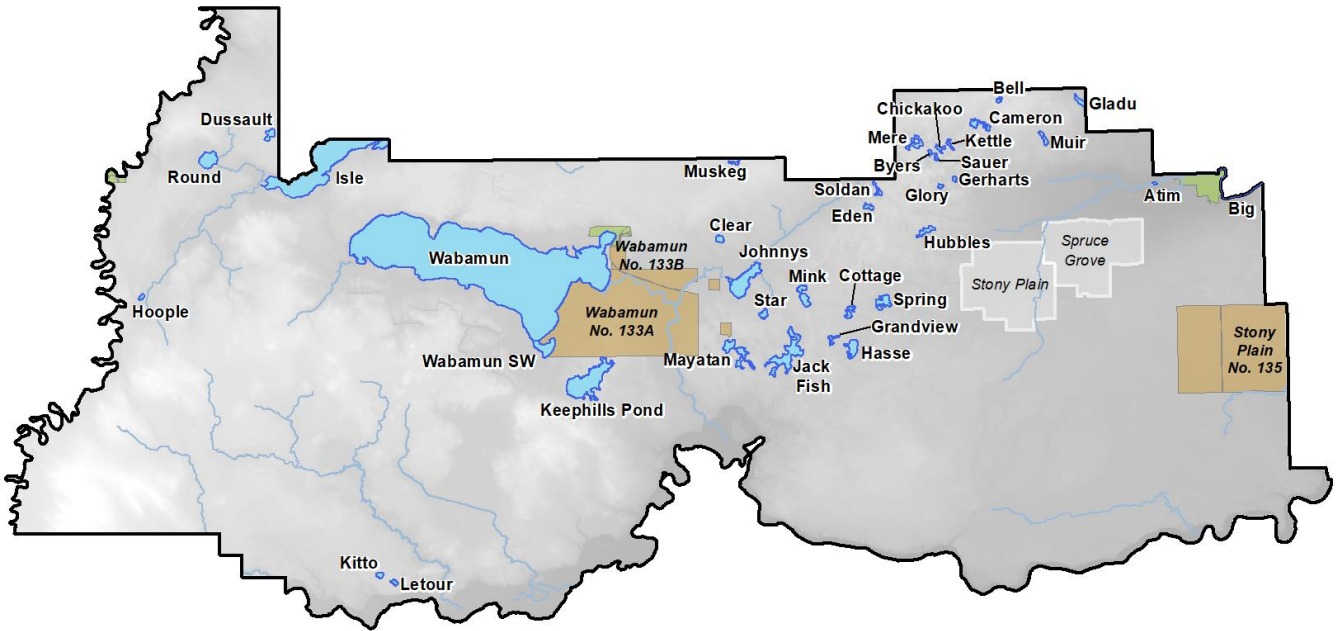 Bell
Gladu
Chickakoo
Cameron
Dussault
Mere
Kettle
Muir
Byers
Sauer
Muskeg
Round
Isle
Gerharts
Soldan
Glory
Atim
Eden
Big
Clear
Hubbles
Spruce
Grove
Wabamun
No. 133B
Wabamun
Johnnys
Mink
Cottage
Stony Plain
Star
Spring
Hoople
Wabamun
No. 133A
Grandview
Stony
Plain
No. 135
Wabamun SW
Mayatan
Hasse
Jack
Fish
Keephills Pond
Kitto
Letour